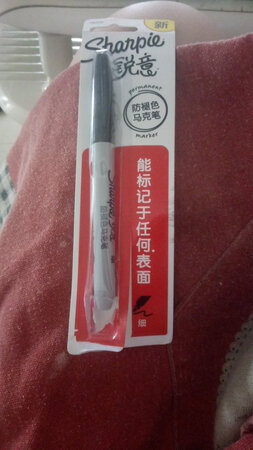 新
Sharpie
锐意
permanent
防褪色
马克笔
marker
能标记于任何表面
细